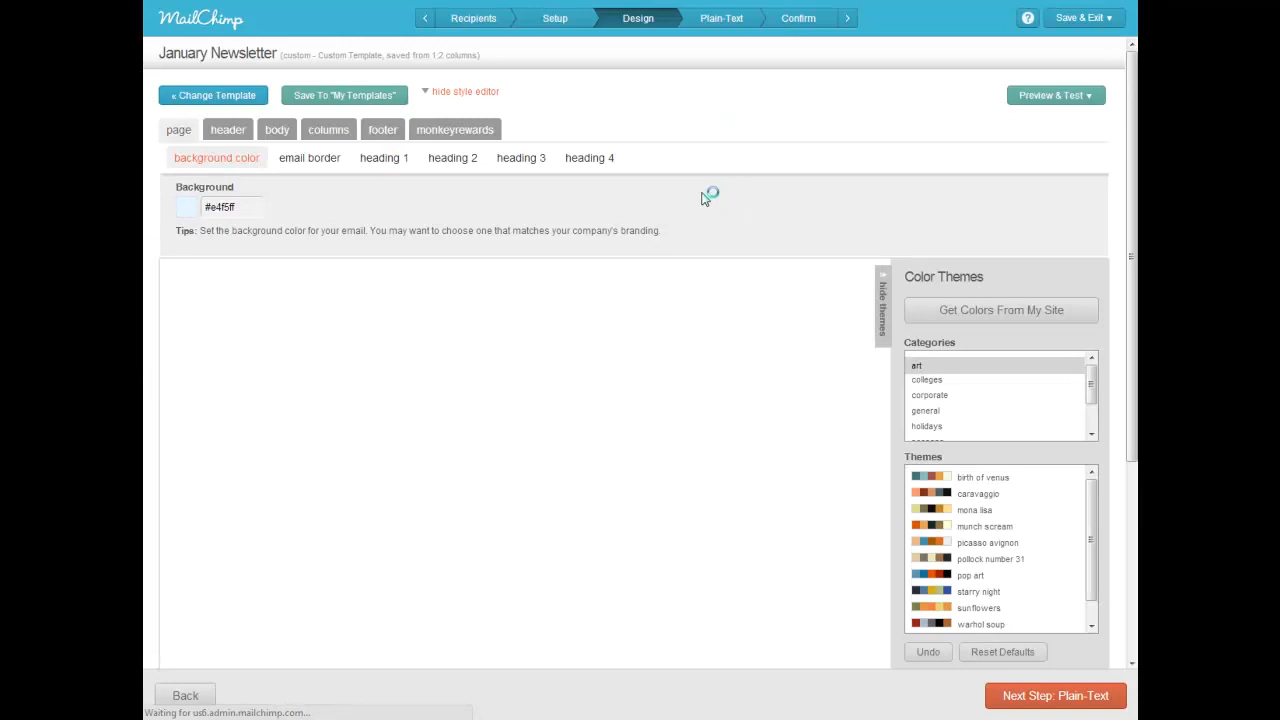 MailChimp
Recipients
Setup
Design
Plain-Text
Confirm
?
Save & Exit
January Newsletter (custom - Custom Template, saved from 1:2 columns)
« Change Template
Save To "My Templates"
hide style editor
Preview & Test
page
header
body
columns
footer
monkeyrewards
background color
email border
heading 1
heading 2
heading 3
heading 4
Background
#e4f5ff
Tips: Set the background color for your email. You may want to choose one that matches your company's branding.
hide themes
Color Themes
Get Colors From My Site
Categories
art
colleges
corporate
general
holidays
Themes
birth of venus
caravaggio
mona lisa
munch scream
picasso avignon
pollock number 31
pop art
starry night
sunflowers
warhol soup
Undo
Reset Defaults
Back
Next Step: Plain-Text
Waiting for us6.admin.mailchimp.com...